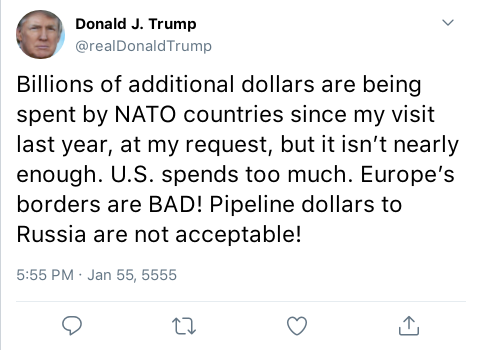 Donald J. Trump
@realDonaldTrump
Billions of additional dollars are being
spent by NATO countries since my visit
last year, at my request, but it isn’t nearly
enough. U.S. spends too much. Europe’s
borders are BAD! Pipeline dollars to
Russia are not acceptable!
5:55 PM · Jan 55, 5555